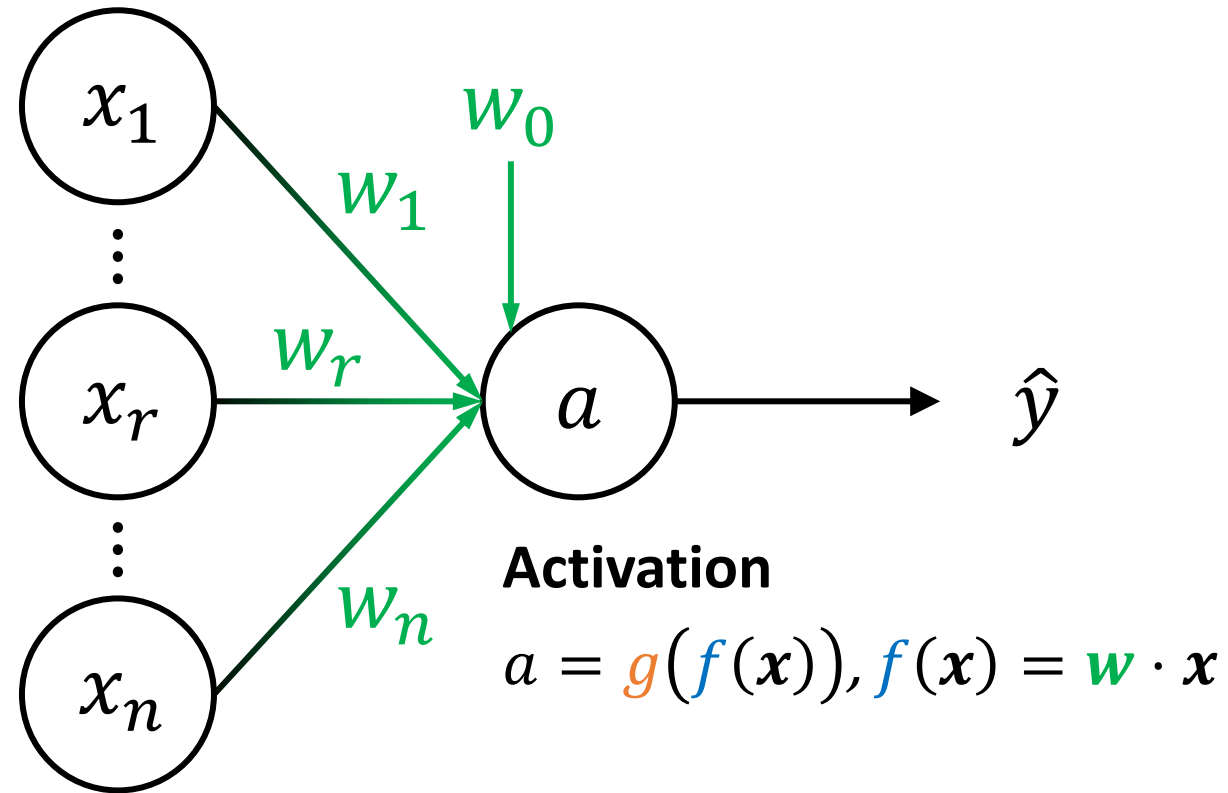 x₁
w₀
w₁
⋮
wᵣ
xᵣ
a
ŷ
⋮
Activation
wₙ
a = g(f(𝒙)), f(𝒙) = 𝒘 · 𝒙
xₙ